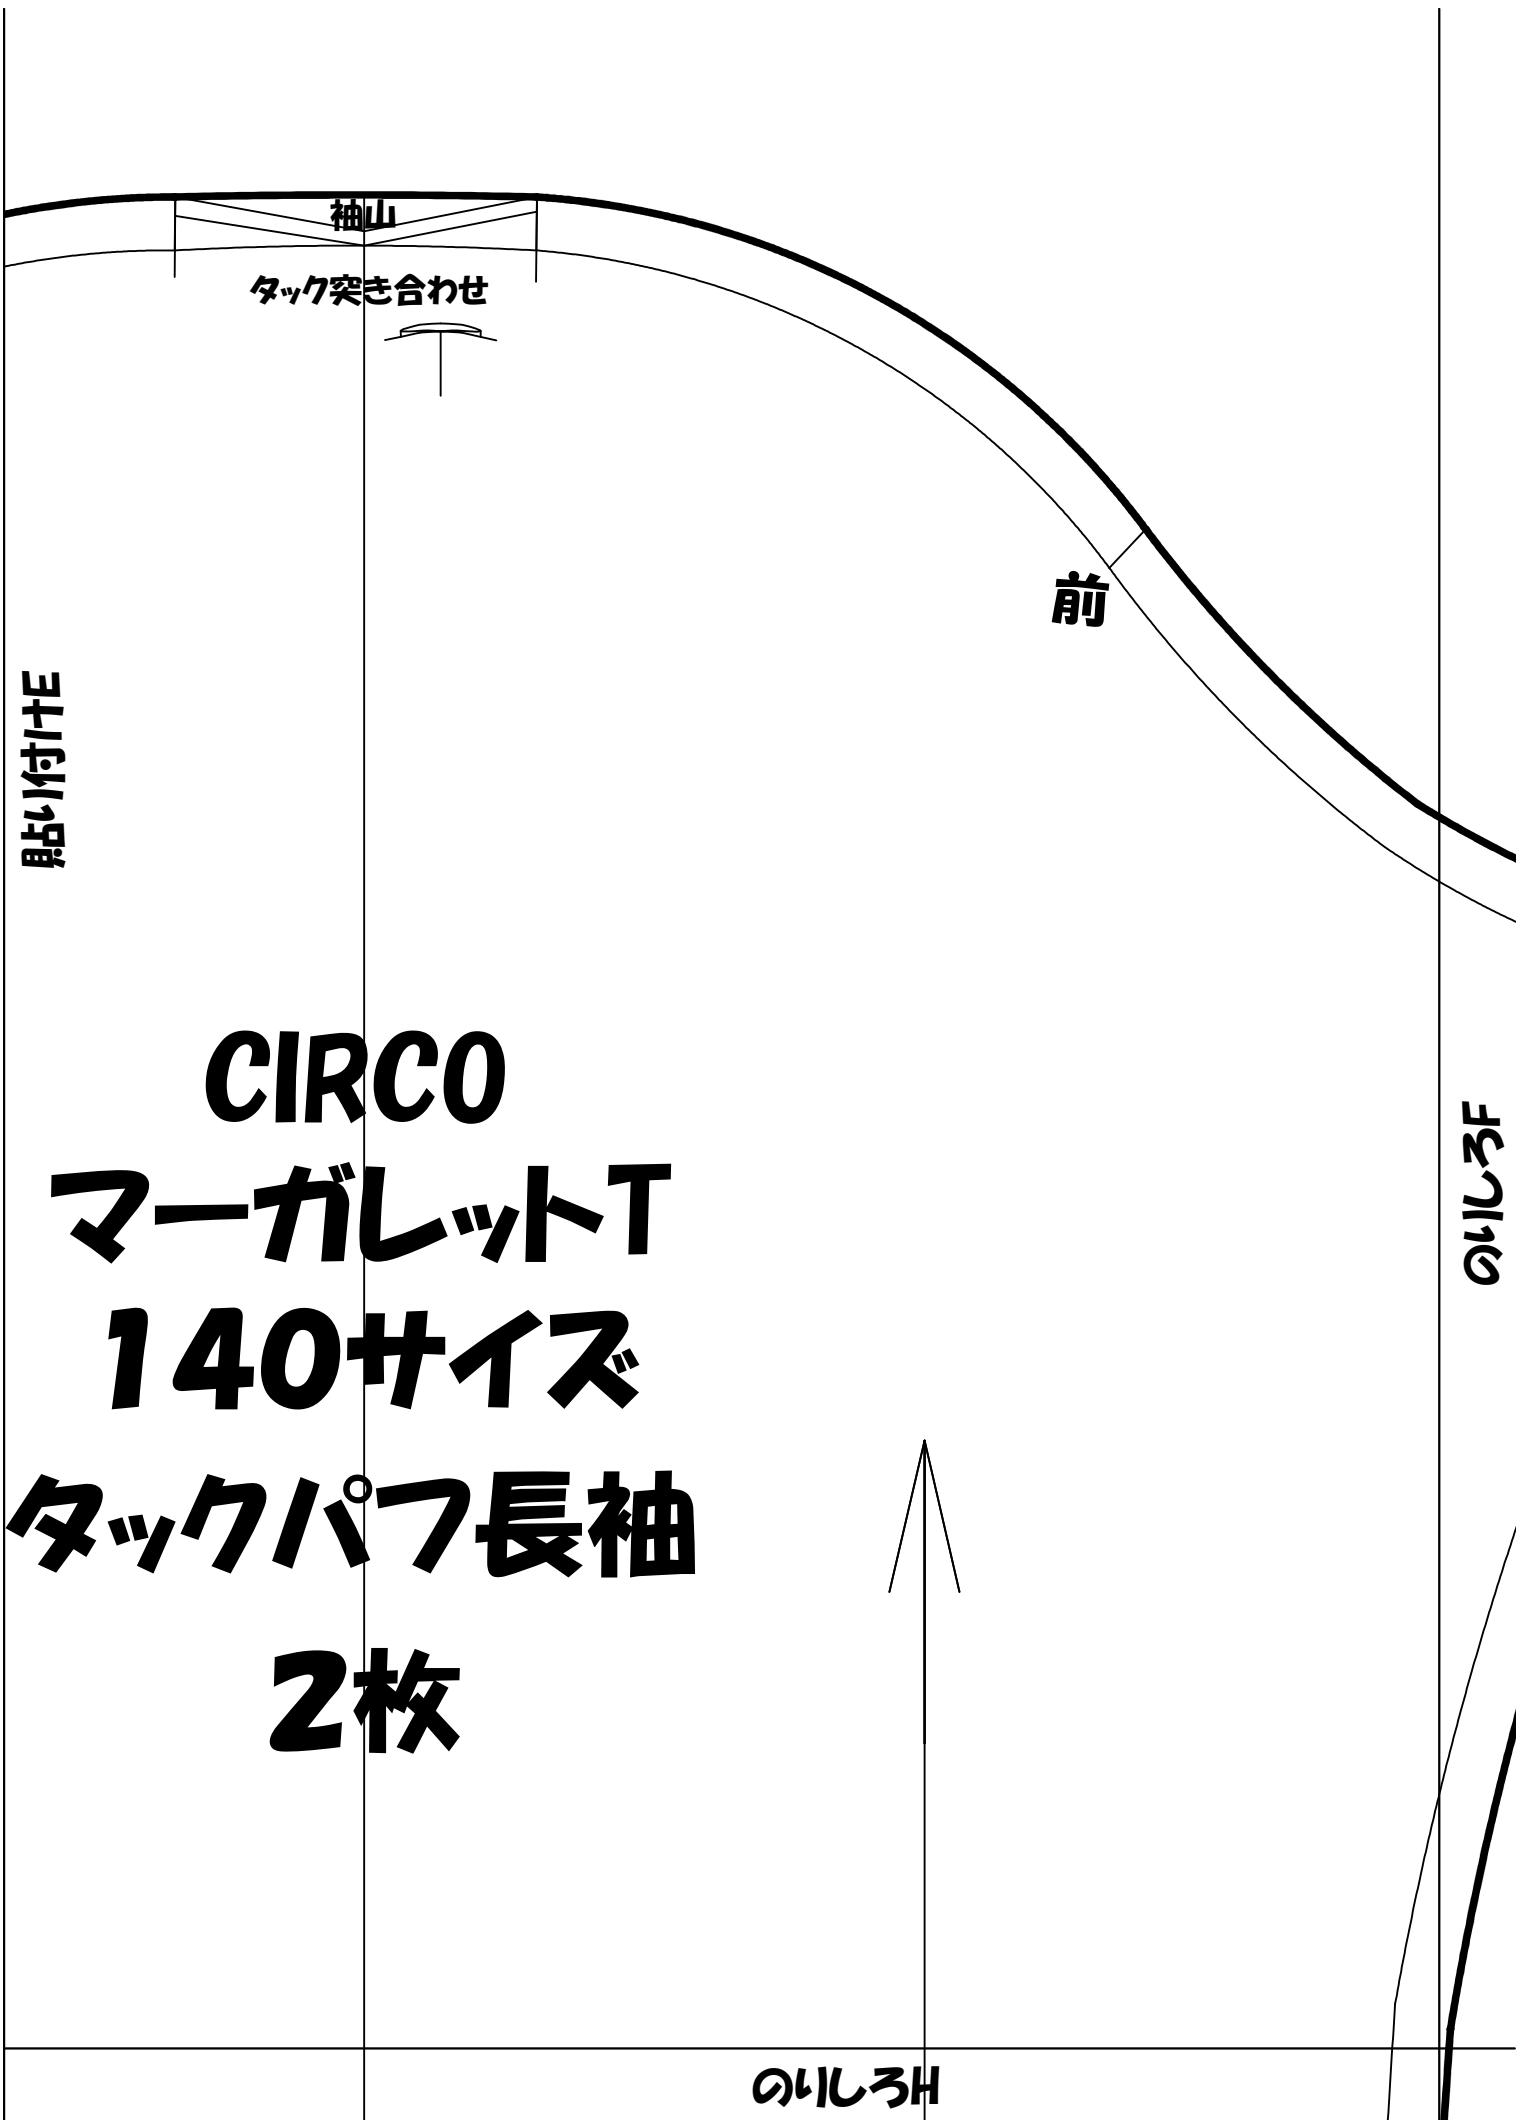 袖山
タック突き合わせ
前
貼り付けE
CIRCO
マーガレットT
140サイズ
のりしろF
タックパフ長袖
2枚
のりしろH